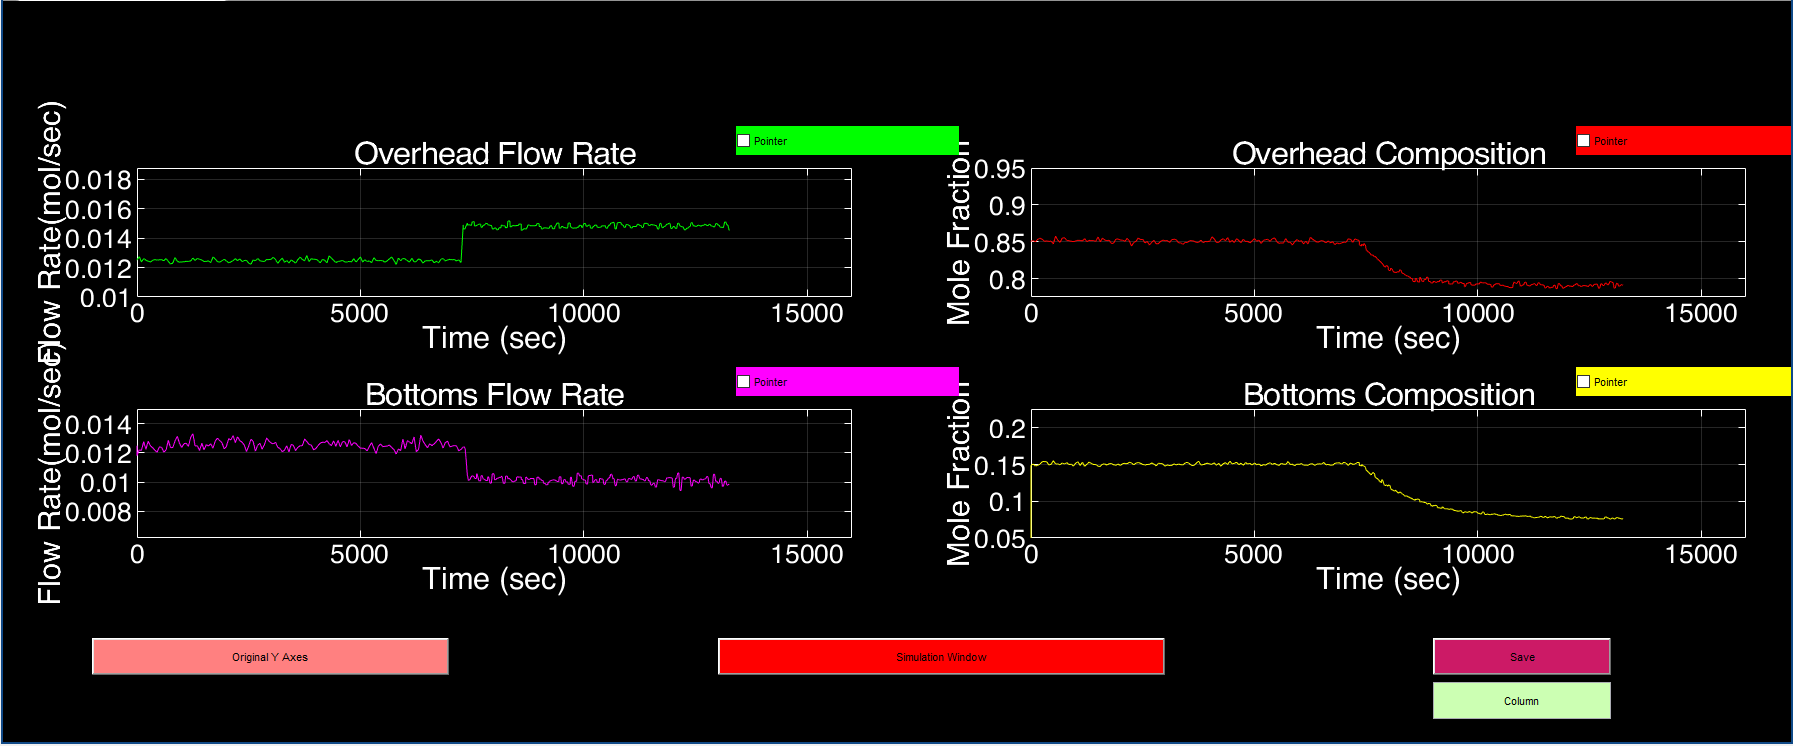 Pointer
Overhead Flow Rate
Flow Rate(mol/sec)
0.018
0.016
0.014
0.012
0.01
0
5000
10000
15000
Time (sec)
Pointer
Overhead Composition
Mole Fraction
0.95
0.9
0.85
0.8
0
5000
10000
15000
Time (sec)
Pointer
Bottoms Flow Rate
Flow Rate(mol/sec)
0.014
0.012
0.01
0.008
0
5000
10000
15000
Time (sec)
Pointer
Bottoms Composition
Mole Fraction
0.2
0.15
0.1
0.05
0
5000
10000
15000
Time (sec)
Original Y Axes
Simulation Window
Save
Column